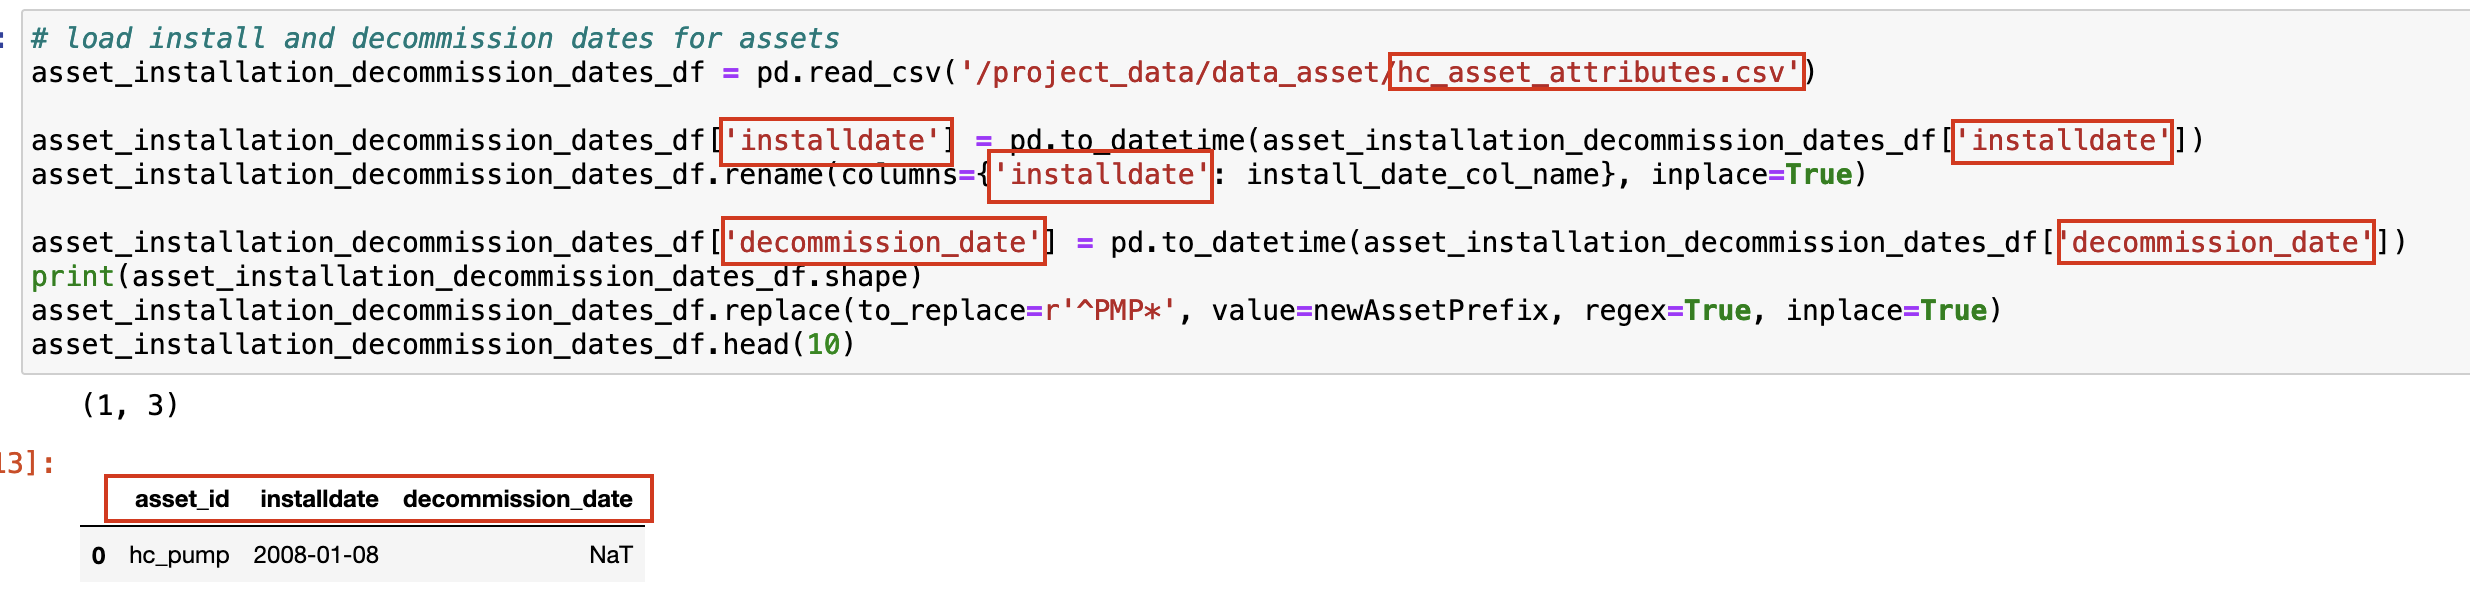 :
# load install and decommission dates for assets
asset_installation_decommission_dates_df = pd.read_csv('/project_data/data_asset/hc_asset_attributes.csv')
asset_installation_decommission_dates_df['installdate'] = pd.to_datetime(asset_installation_decommission_dates_df['installdate'])
asset_installation_decommission_dates_df.rename(columns={'installdate': install_date_col_name}, inplace=True)
asset_installation_decommission_dates_df['decommission_date'] = pd.to_datetime(asset_installation_decommission_dates_df['decommission_date'])
print(asset_installation_decommission_dates_df.shape)
asset_installation_decommission_dates_df.replace(to_replace=r'^PMP*', value=newAssetPrefix, regex=True, inplace=True)
asset_installation_decommission_dates_df.head(10)
(1, 3)
13]:
asset_id installdate decommission_date
0 hc_pump 2008-01-08 NaT